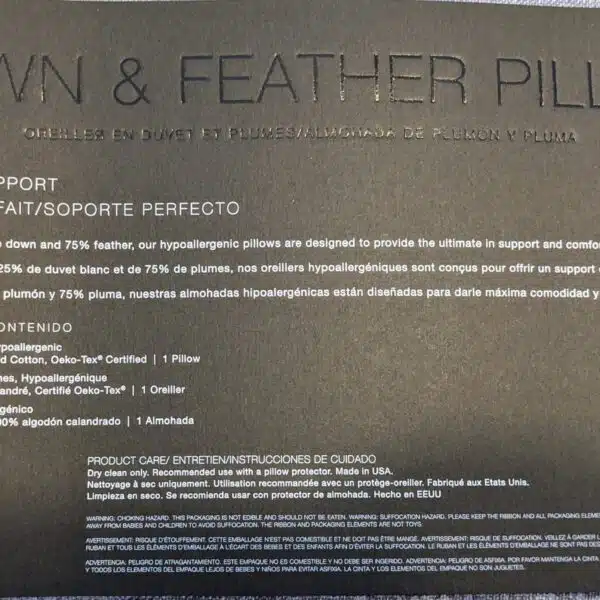 WN & FEATHER PILL
OREILLER EN DUVET ET PLUMES/ALMOHADA DE PLUMÓN Y PLUMA
PPORT
FAIT/SOPORTE PERFECTO
down and 75% feather, our hypoallergenic pillows are designed to provide the ultimate in support and comfo
25% de duvet blanc et de 75% de plumes, nos oreillers hypoallergéniques sont conçus pour offrir un support
plumón y 75% pluma, nuestras almohadas hipoalergénicas están diseñadas para darle máxima comodidad y
ONTENIDO
poallergenic
d Cotton, Oeko-Tex® Certified | 1 Pillow
nes, Hypoallergénique
andré, Certifié Oeko-Tex® | 1 Oreiller
génico
00% algodón calandrado | 1 Almohada
PRODUCT CARE/ ENTRETIEN/INSTRUCCIONES DE CUIDADO
Dry clean only. Recommended use with a pillow protector. Made in USA.
Nettoyage à sec uniquement. Utilisation recommandée avec un protège-oreiller. Fabriqué aux Etats Unis.
Limpieza en seco. Se recomienda usar con protector de almohada. Hecho en EEUU
WARNING: CHOKING HAZARD. THIS PACKAGING IS NOT EDIBLE AND SHOULD NOT BE EATEN. WARNING: SUFFOCATION HAZARD. PLEASE KEEP THE RIBBON AND ALL PACKAGING ELEME
AWAY FROM BABIES AND CHILDREN TO AVOID SUFFOCATION. THE RIBBON AND PACKAGING ELEMENTS ARE NOT TOYS.
AVERTISSEMENT: RISQUE D'ÉTOUFFEMENT. CETTE EMBALLAGE N'EST PAS COMESTIBLE ET NE DOIT PAS ÊTRE MANGÉ. AVERTISSEMENT: RISQUE DE SUFFOCATION. VEILLEZ À GARDER L
RUBAN ET TOUS LES ÉLÉMENTS D'EMBALLAGE À L'ÉCART DES BEBES ET DES ENFANTS AFIN D'ÉVITER LA SUFFOCATION. LE RUBAN ET LES ÉLÉMENTS D'EMBALLAGE NE SONT PAS DES
ADVERTENCIA: PELIGRO DE ATRAGANTAMIENTO. ESTE EMPAQUE NO ES COMESTIBLE Y NO DEBE SER INGERIDO. ADVERTENCIA: PELIGRO DE ASFIXIA. POR FAVOR MANTENGA LA CINTA
Y TODOS LOS ELEMENTOS DEL EMPAQUE LEJOS DE BEBES Y NIÑOS PARA EVITAR ASFIXIA. LA CINTA Y LOS ELEMENTOS DEL EMPAQUE NO SON JUGUETES.